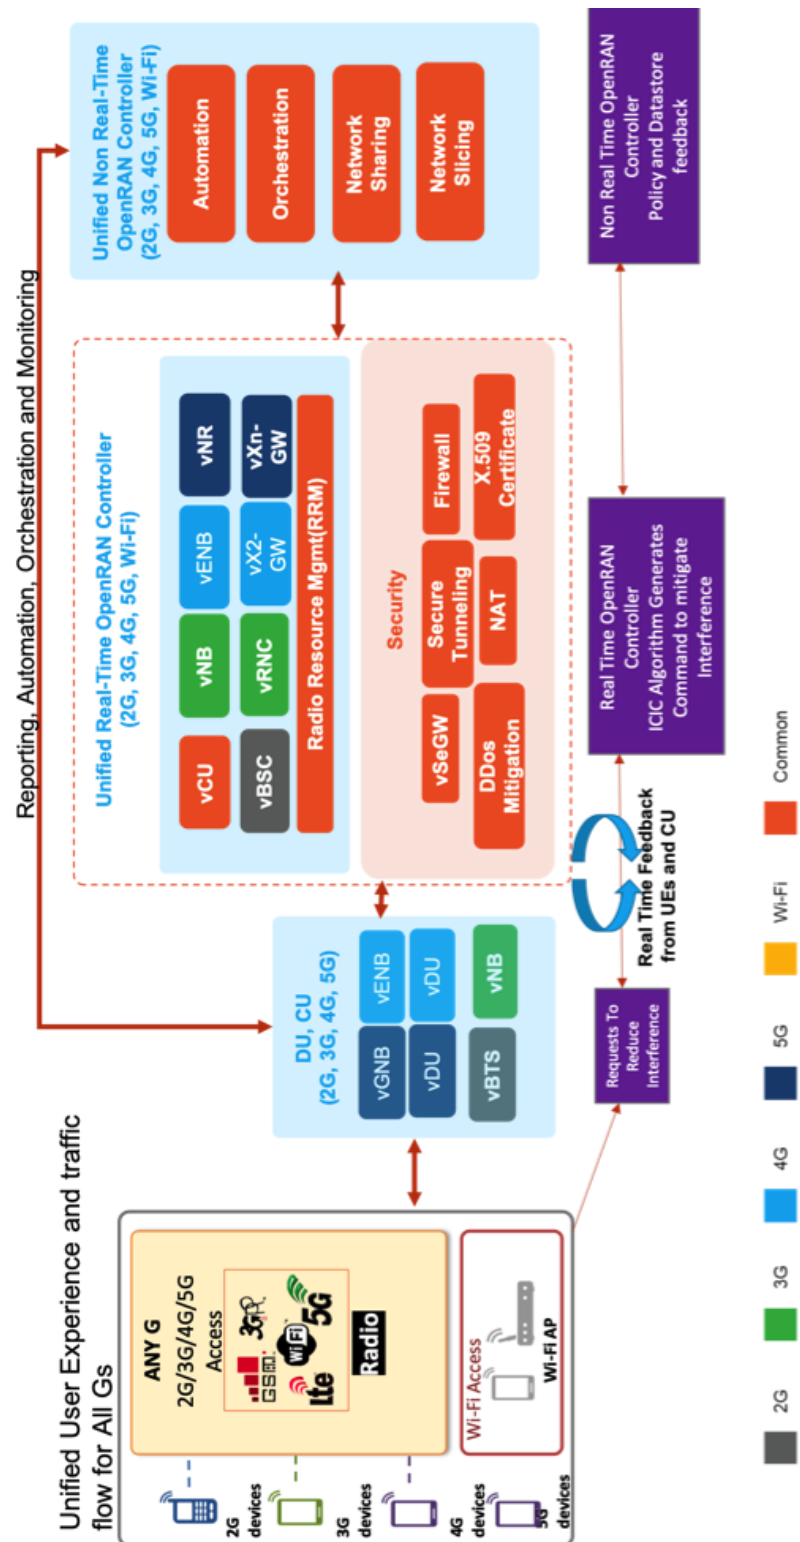 Unified User Experience and traffic
flow for All Gs
Reporting, Automation, Orchestration and Monitoring
ANY G
2G/3G/4G/5G
Access
GSM
3GPP
Lte
WiFi
5G
Radio
Wi-Fi Access
Wi-Fi AP
2G
devices
3G
devices
4G
devices
5G
devices
DU, CU
(2G, 3G, 4G, 5G)
vGNB
vENB
vDU
vDU
vBTS
vNB
Unified Real-Time OpenRAN Controller
(2G, 3G, 4G, 5G, Wi-Fi)
vCU
vNB
vENB
vNR
vBSC
vRNC
vX2-
GW
vXn-
GW
Radio Resource Mgmt(RRM)
Security
vSeGW
Secure
Tunneling
Firewall
DDos
Mitigation
NAT
X.509
Certificate
Unified Non Real-Time
OpenRAN Controller
(2G, 3G, 4G, 5G, Wi-Fi)
Automation
Orchestration
Network
Sharing
Network
Slicing
Requests To
Reduce
Interference
Real Time Feedback
from UEs and CU
Real Time OpenRAN
Controller
ICIC Algorithm Generates
Command to mitigate
Interference
Non Real Time OpenRAN
Controller
Policy and Datastore
feedback
2G
3G
4G
5G
Wi-Fi
Common